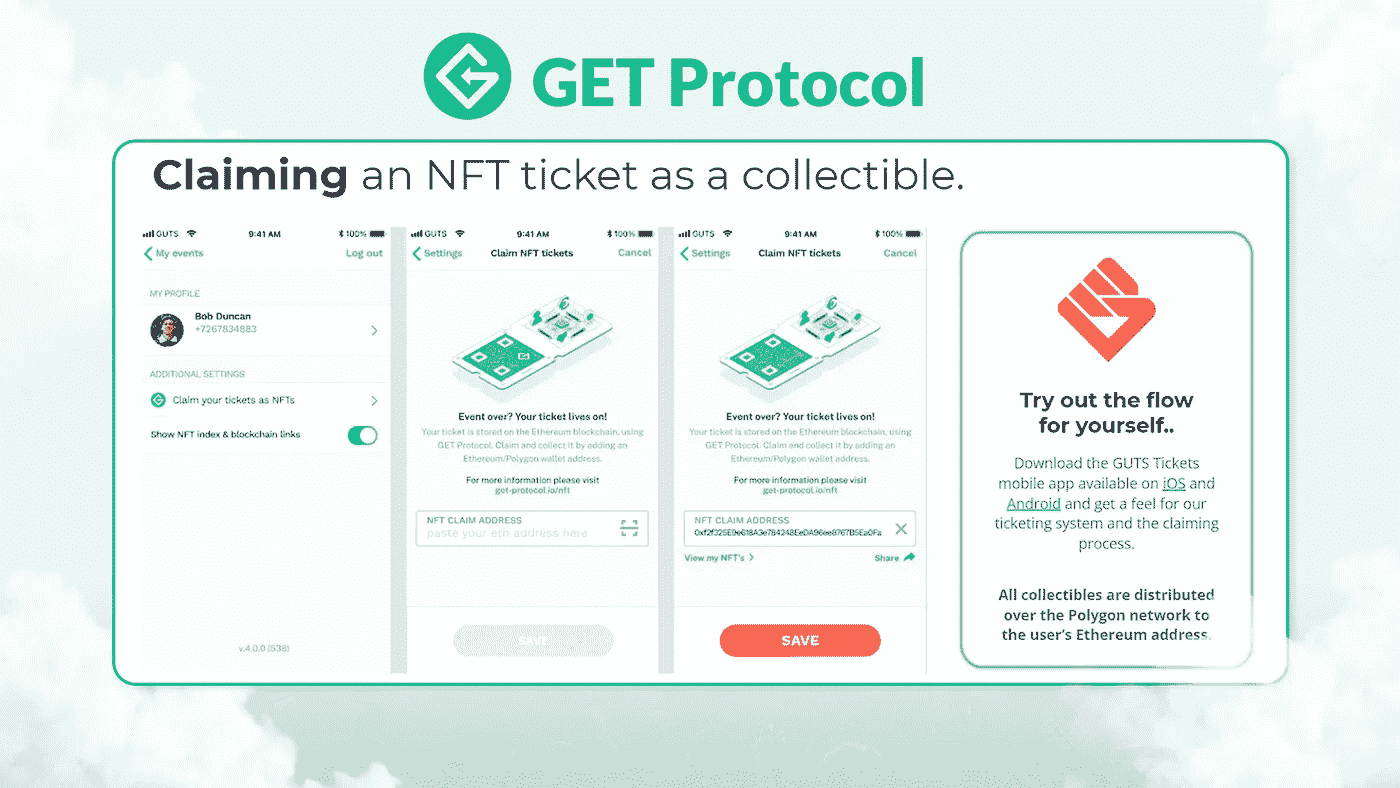 GET Protocol
Claiming an NFT ticket as a collectible.
GUTS 9:41 AM 100%
My events Log out
MY PROFILE
Bob Duncan
+7267834883
ADDITIONAL SETTINGS
Claim your tickets as NFTs
Show NFT index & blockchain links
v.4.0.0 (538)
GUTS 9:41 AM 100%
Settings Claim NFT tickets Cancel
Event over? Your ticket lives on!
Your ticket is stored on the Ethereum blockchain, using
GET Protocol. Claim and collect it by adding an
Ethereum/Polygon wallet address.
For more information please visit
get-protocol.io/nft
NFT CLAIM ADDRESS
paste your eth address here
SAVE
GUTS 9:41 AM 100%
Settings Claim NFT tickets Cancel
Event over? Your ticket lives on!
Your ticket is stored on the Ethereum blockchain, using
GET Protocol. Claim and collect it by adding an
Ethereum/Polygon wallet address.
For more information please visit
get-protocol.io/nft
NFT CLAIM ADDRESS
View my NFT's Share
SAVE
Try out the flow
for yourself..
Download the GUTS Tickets
mobile app available on iOS and
Android and get a feel for our
ticketing system and the claiming
process.
All collectibles are distributed
over the Polygon network to
the user's Ethereum address.